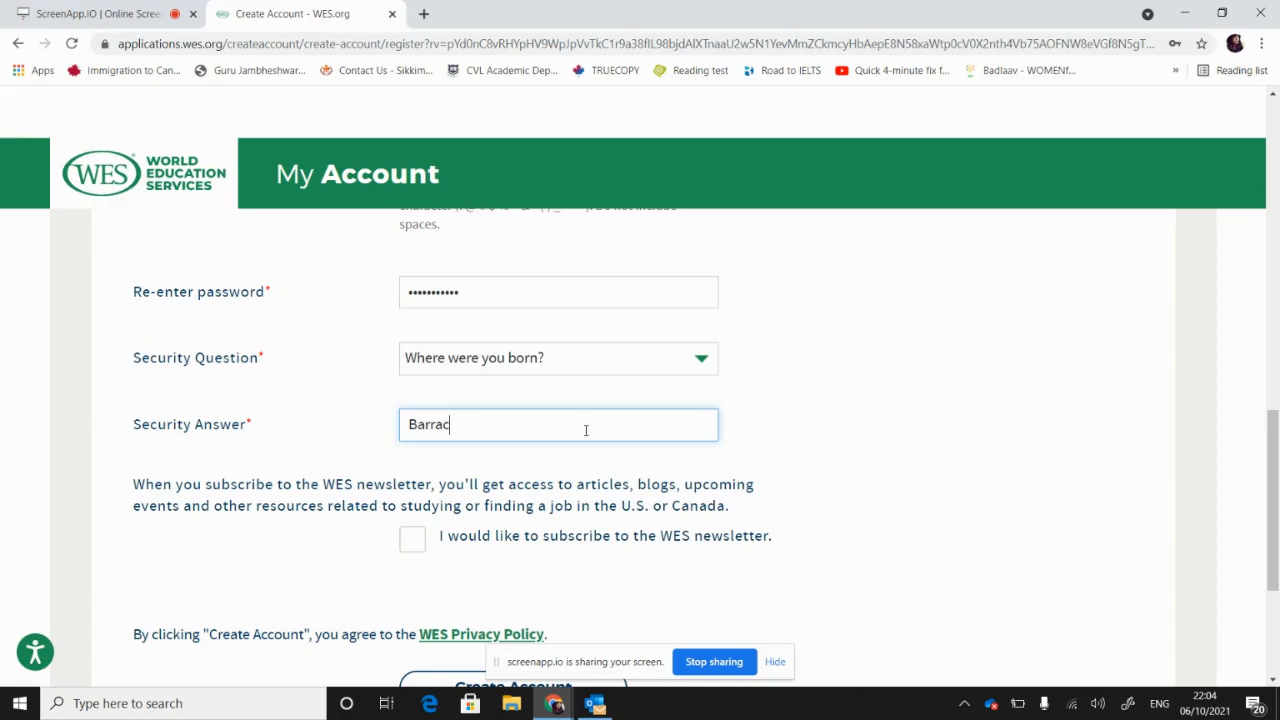 ScreenApp.IO | Online Scree
Create Account - WES.org
applications.wes.org/createaccount/create-account/register?rv=
Apps
Immigration to Can...
Guru Jambheshwar...
Contact Us - Sikkim...
CVL Academic Dep...
TRUECOPY
Reading test
Road to IELTS
Quick 4-minute fix f...
Badlaav - WOMENf...
»
Reading list
WES WORLD
EDUCATION
SERVICES
My Account
spaces.
Re-enter password*
•••••••••••
Security Question*
Where were you born?
Security Answer*
Barrac
When you subscribe to the WES newsletter, you'll get access to articles, blogs, upcoming
events and other resources related to studying or finding a job in the U.S. or Canada.
I would like to subscribe to the WES newsletter.
By clicking "Create Account", you agree to the WES Privacy Policy.
screenapp.io is sharing your screen.
Stop sharing
Hide
Create Account
Type here to search
ENG
22:04
06/10/2021
20